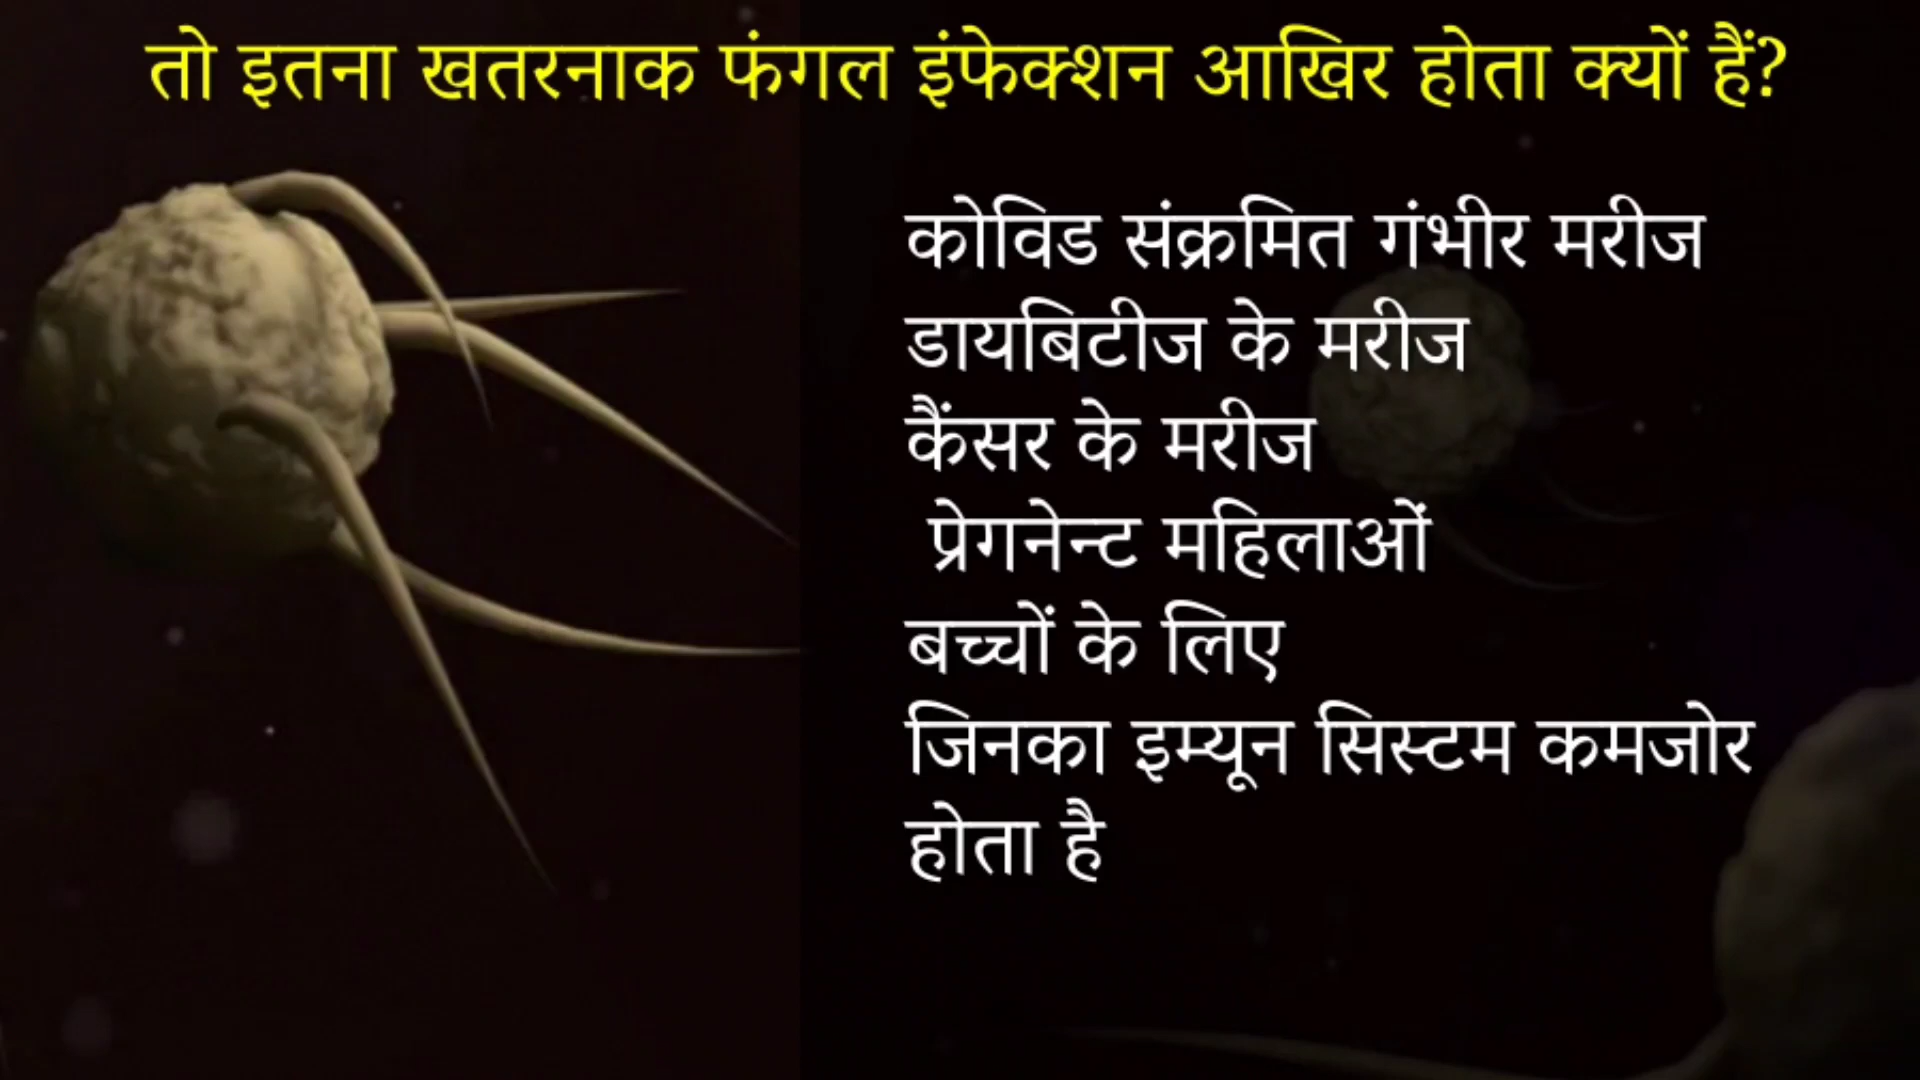 तो इतना खतरनाक फंगल इंफेक्शन आखिर होता क्यों हैं?
कोविड संक्रमित गंभीर मरीज
डायबिटीज के मरीज
कैंसर के मरीज
प्रेगनेन्ट महिलाओं
बच्चों के लिए
जिनका इम्यून सिस्टम कमजोर
होता है